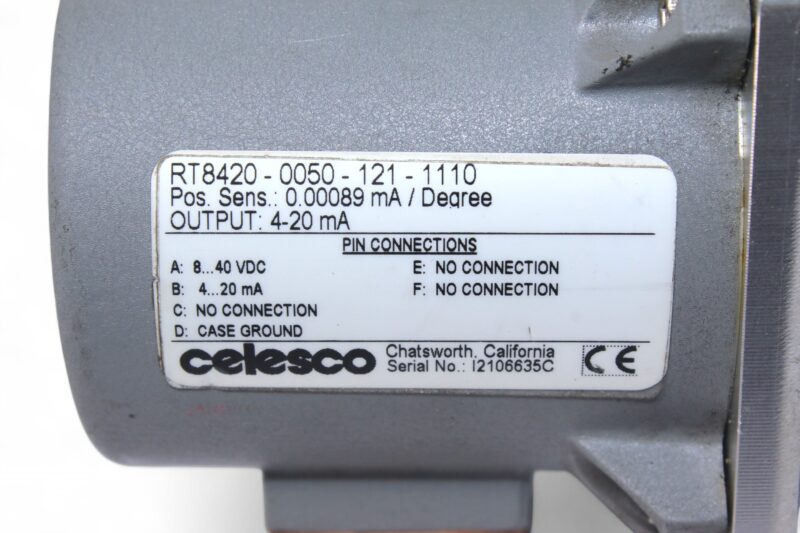 RT8420 - 0050 - 121 - 1110
Pos. Sens.: 0.00089 mA / Degree
OUTPUT: 4-20 mA
PIN CONNECTIONS
A: 8...40 VDC
B: 4...20 mA
C: NO CONNECTION
D: CASE GROUND
E: NO CONNECTION
F: NO CONNECTION
celesco
Chatsworth, California
Serial No.: I2106635C
CE